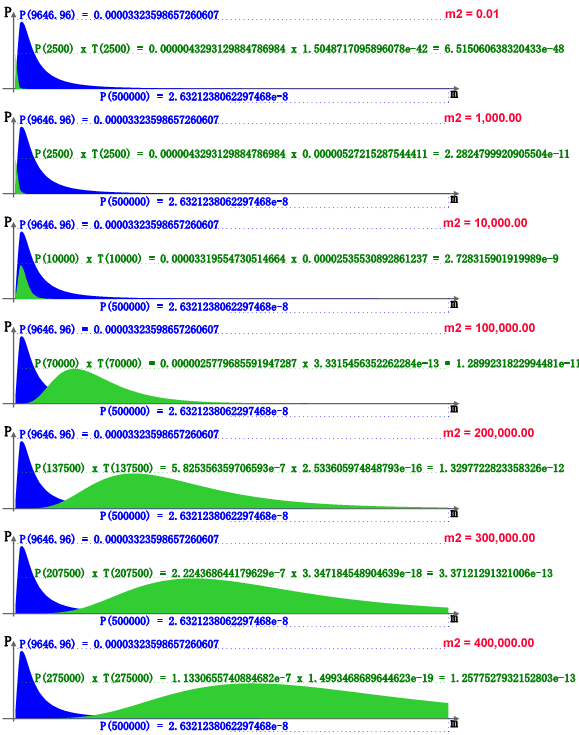 P P(9646.96) = 0.00003323598657260607 m2 = 0.01
P(2500) x T(2500) = 0.0000043293129884786984 x 1.5048717095896078e-42 = 6.515060638320433e-48
m
P(500000) = 2.6321238062297468e-8
P P(9646.96) = 0.00003323598657260607 m2 = 1,000.00
P(2500) x T(2500) = 0.0000043293129884786984 x 0.00000527215287544411 = 2.2824799920905504e-11
m
P(500000) = 2.6321238062297468e-8
P P(9646.96) = 0.00003323598657260607 m2 = 10,000.00
P(10000) x T(10000) = 0.00003319554730514664 x 0.00002535530892861237 = 2.728315901919989e-9
m
P(500000) = 2.6321238062297468e-8
P P(9646.96) = 0.00003323598657260607 m2 = 100,000.00
P(70000) x T(70000) = 0.0000025779685591947287 x 3.3315456352262284e-13 = 1.2899231822994481e-11
m
P(500000) = 2.6321238062297468e-8
P P(9646.96) = 0.00003323598657260607 m2 = 200,000.00
P(137500) x T(137500) = 5.825356359706593e-7 x 2.533605974848793e-16 = 1.3297722823358326e-12
m
P(500000) = 2.6321238062297468e-8
P P(9646.96) = 0.00003323598657260607 m2 = 300,000.00
P(207500) x T(207500) = 2.224368644179629e-7 x 3.347184548904639e-18 = 3.37121291321006e-13
m
P(500000) = 2.6321238062297468e-8
P P(9646.96) = 0.00003323598657260607 m2 = 400,000.00
P(275000) x T(275000) = 1.1330655740884682e-7 x 1.4993468689644623e-19 = 1.2577527932152803e-13
m
P(500000) = 2.6321238062297468e-8